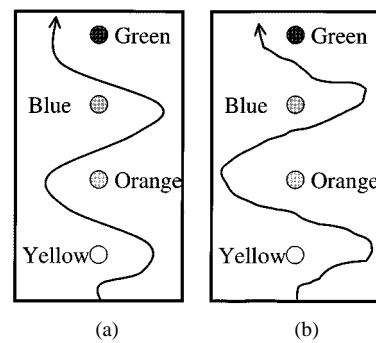 Green
Blue
Orange
Yellow
(a)
Green
Blue
Orange
Yellow
(b)